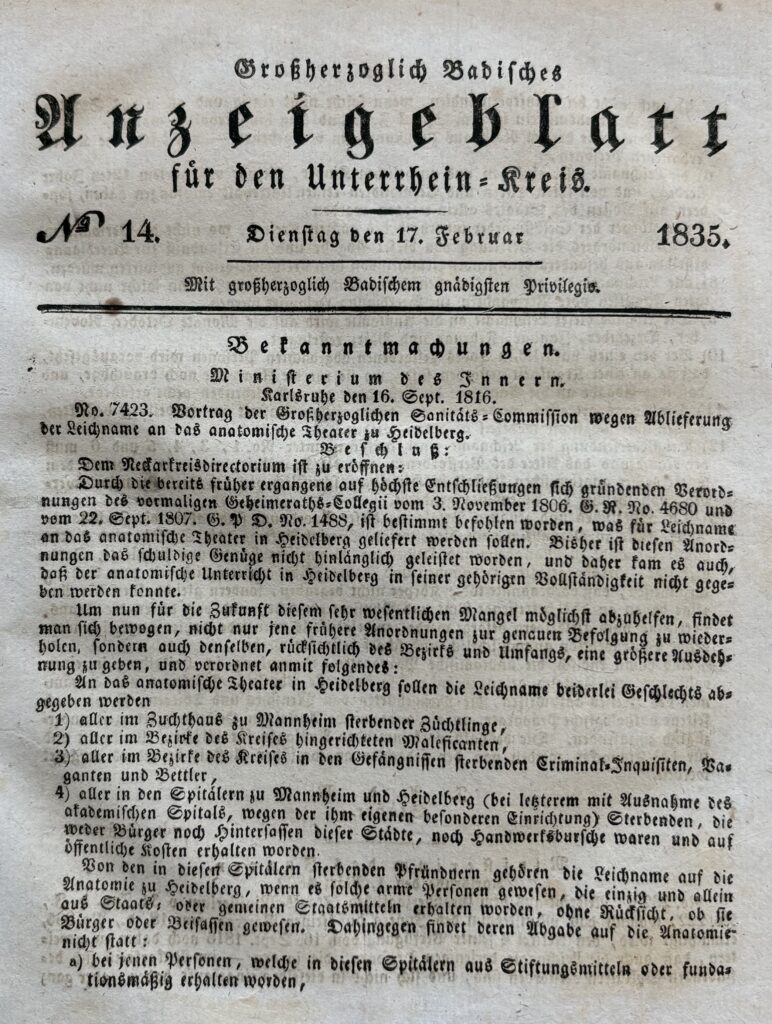 Großherzoglich Badisches
Anzeigeblatt
für den Unterrhein-Kreis.
No 14. Dienstag den 17. Februar 1835.
Mit großherzoglich Badischem gnädigsten Privilegio.
Bekanntmachungen.
Ministerium des Innern.
Karlsruhe den 16. Sept. 1816.
No. 7423. Vortrag der Großherzoglichen Sanitäts-Commission wegen Ablieferung
der Leichname an das anatomische Theater zu Heidelberg.
Beschluß:
Dem Neckarkreisdirectorium ist zu eröffnen:
Durch die bereits früher ergangene auf höchste Entschließungen sich gründenden Verord-
nungen des vormaligen Geheimeraths-Collegii vom 3. November 1806. G. R. No. 4680 und
vom 22. Sept. 1807. G. P D. No. 1488, ist bestimmt befohlen worden, was für Leichname
an das anatomische Theater in Heidelberg geliefert werden sollen. Bisher ist diesen Anord-
nungen das schuldige Genüge nicht hinlänglich geleistet worden, und daher kam es auch,
daß der anatomische Unterricht in Heidelberg in seiner gehörigen Vollständigkeit nicht gege-
ben werden konnte.
Um nun für die Zukunft diesem sehr wesentlichen Mangel möglichst abzuhelfen, findet
man sich bewogen, nicht nur jene frühere Anordnungen zur genauen Befolgung zu wieder-
holen, sondern auch denselben, rücksichtlich des Bezirks und Umfangs, eine größere Ausdeh-
nung zu geben, und verordnet anmit folgendes:
An das anatomische Theater in Heidelberg sollen die Leichname beiderlei Geschlechts ab-
gegeben werden
1) aller im Zuchthaus zu Mannheim sterbender Züchtlinge,
2) aller im Bezirke des Kreises hingerichteten Maleficanten,
3) aller im Bezirke des Kreises in den Gefängnissen sterbenden Criminal-Inquisiten, Va-
ganten und Bettler,
4) aller in den Spitälern zu Mannheim und Heidelberg (bei letzterem mit Ausnahme des
akademischen Spitals, wegen der ihm eigenen besonderen Einrichtung) Sterbenden, die
weder Bürger noch Hintersassen dieser Städte, noch Handwerksbursche waren und auf
öffentliche Kosten erhalten worden.
Von den in diesen Spitälern sterbenden Pfründnern gehören die Leichname auf die
Anatomie zu Heidelberg, wenn es solche arme Personen gewesen, die einzig und allein
aus Staats- oder gemeinen Staatsmitteln erhalten worden, ohne Rücksicht, ob sie
Bürger oder Beisassen gewesen. Dahingegen findet deren Abgabe auf die Anatomie
nicht statt:
a) bei jenen Personen, welche in diesen Spitälern aus Stiftungsmitteln oder funda-
tionsmäßig erhalten worden,